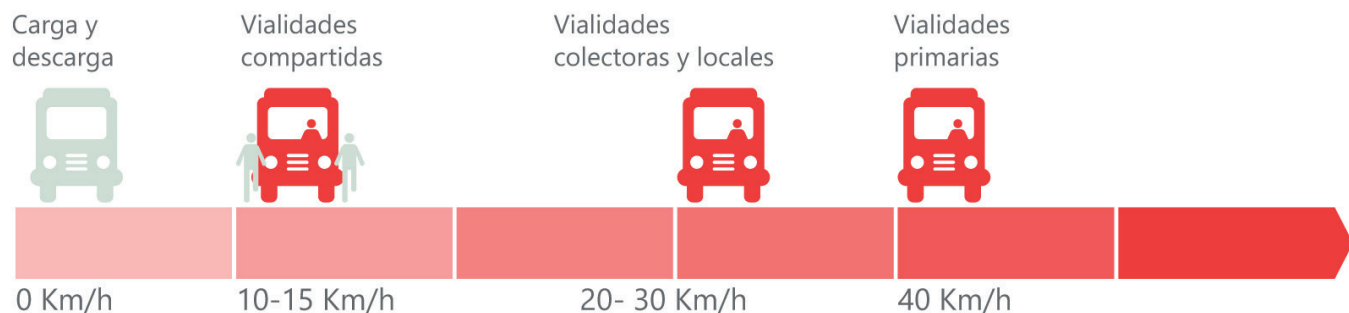 Carga y
descarga
Vialidades
compartidas
Vialidades
colectoras y locales
Vialidades
primarias
0 Km/h
10-15 Km/h
20- 30 Km/h
40 Km/h